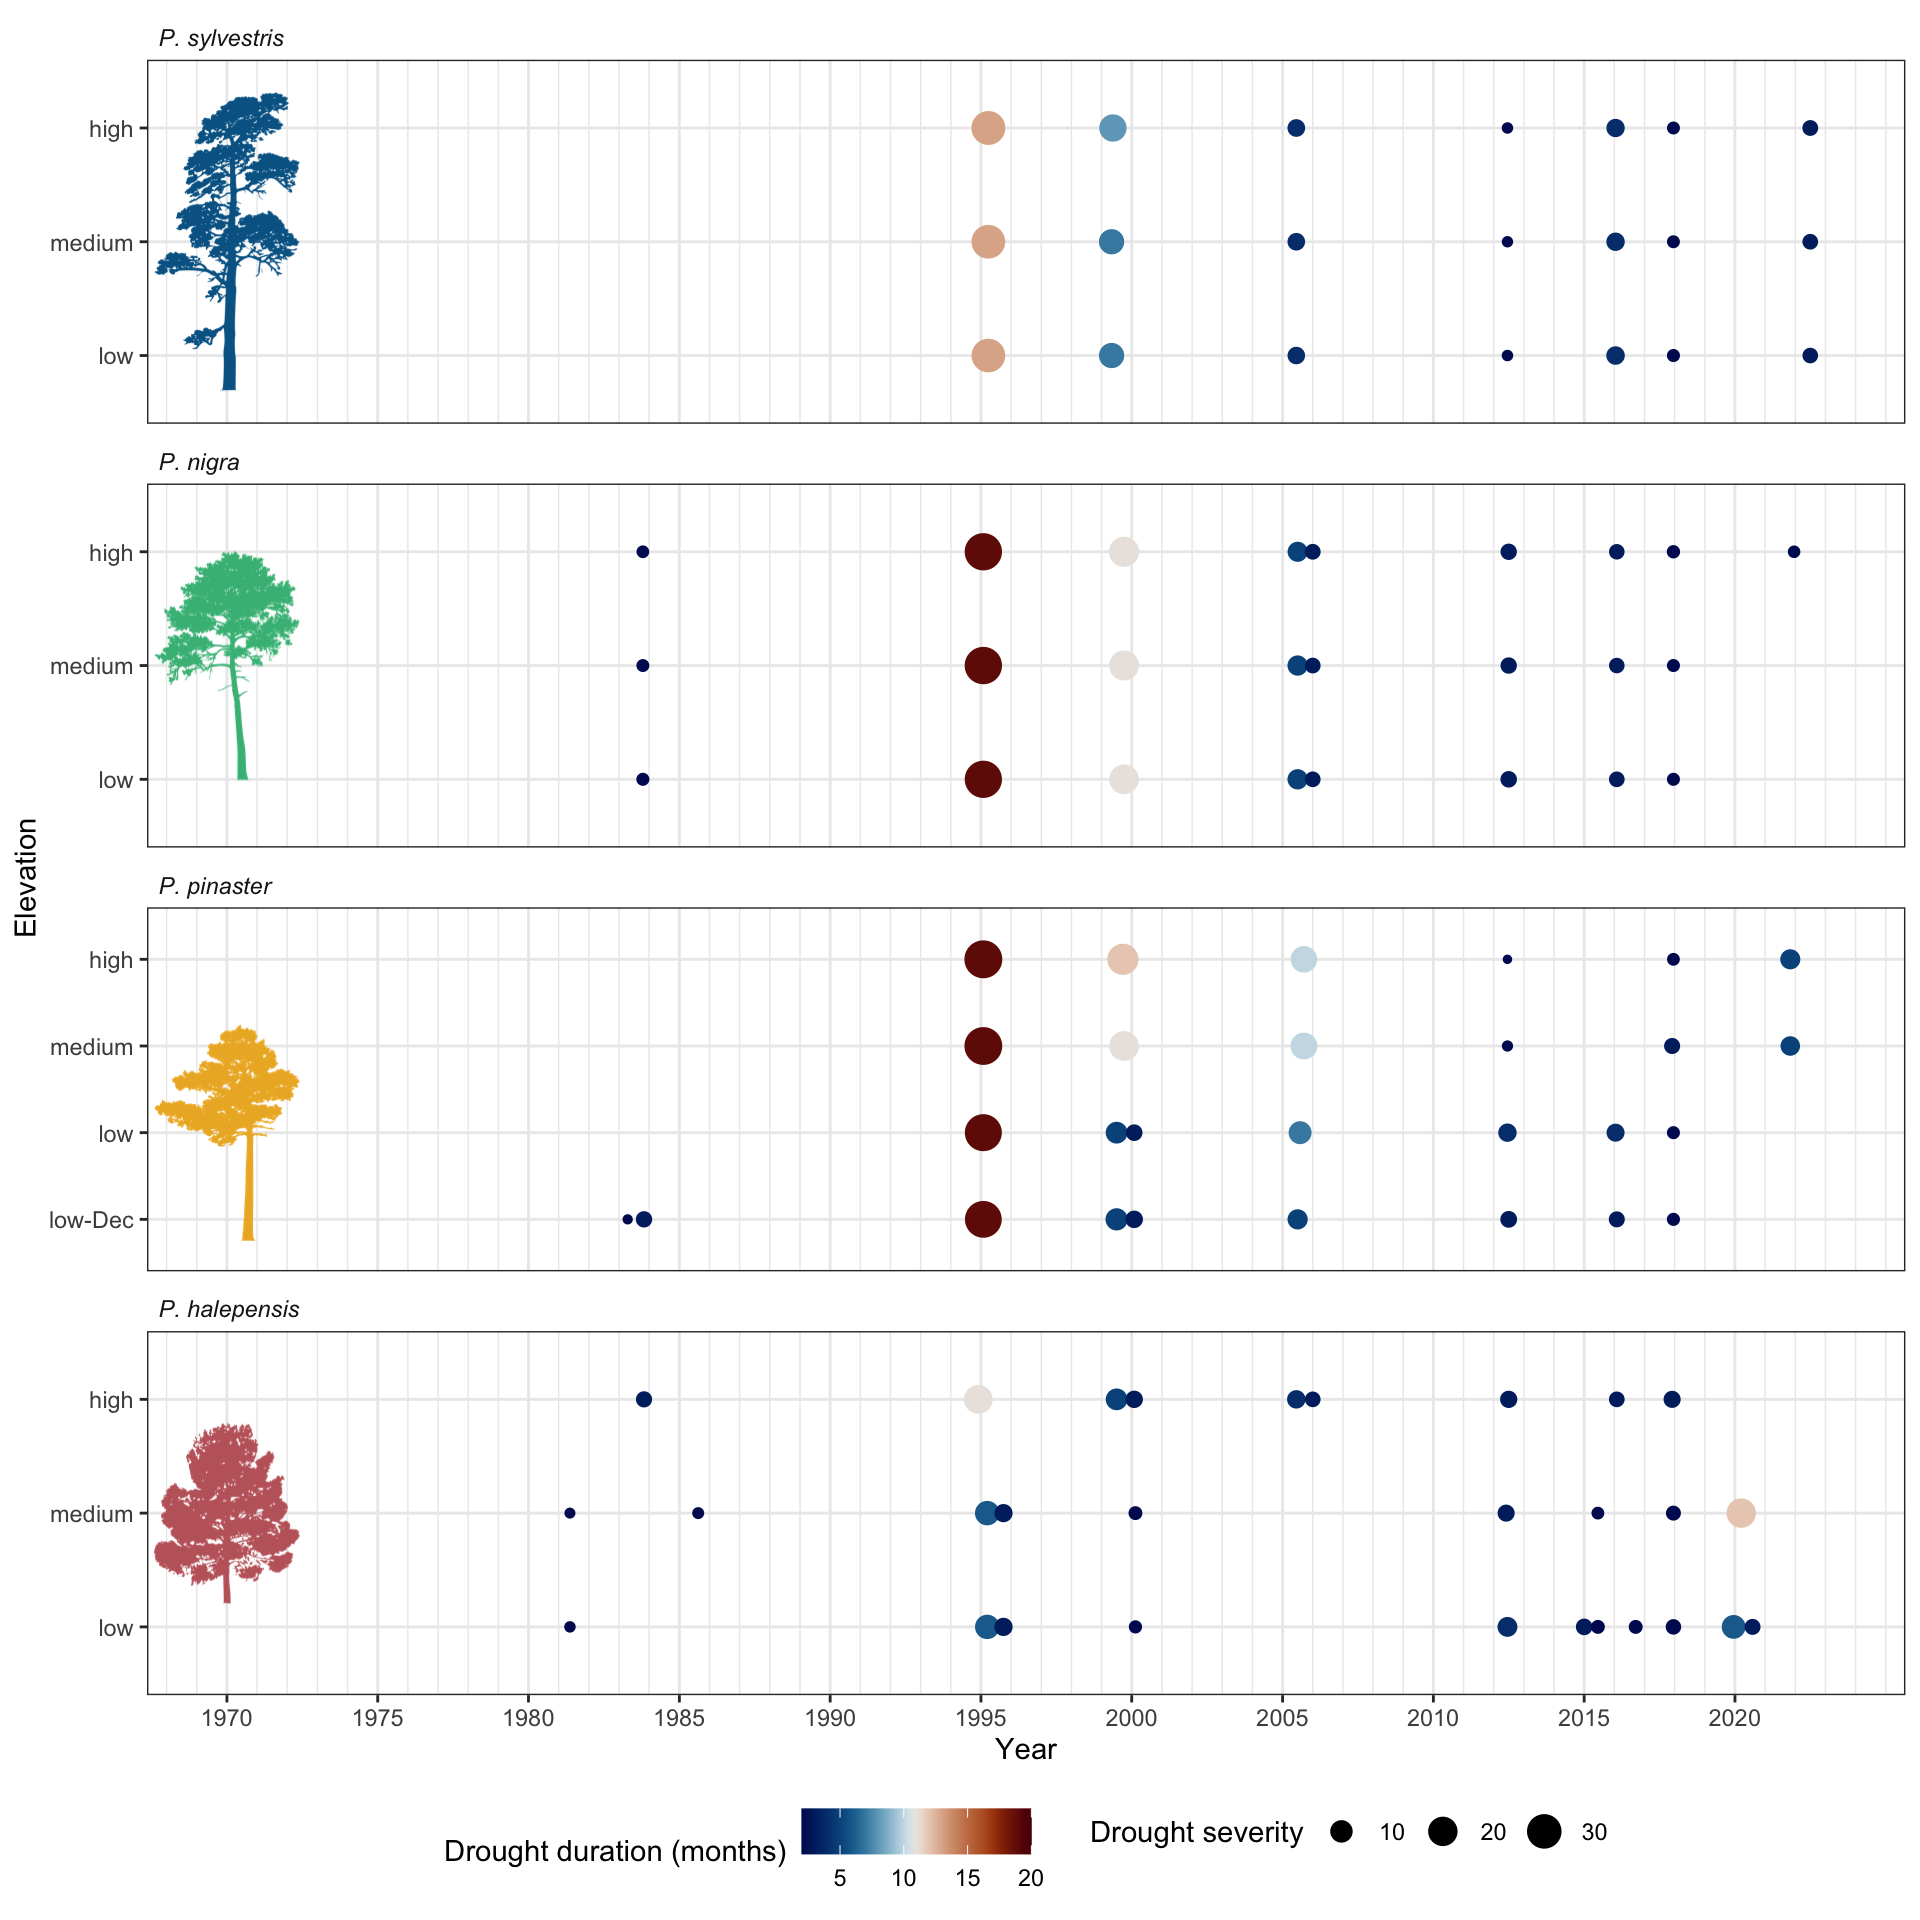 P. sylvestris
high
medium
low
P. nigra
high
medium
low
Elevation
P. pinaster
high
medium
low
low-Dec
P. halepensis
high
medium
low
1970 1975 1980 1985 1990 1995 2000 2005 2010 2015 2020
Year
Drought duration (months)
5 10 15 20
Drought severity 10 20 30